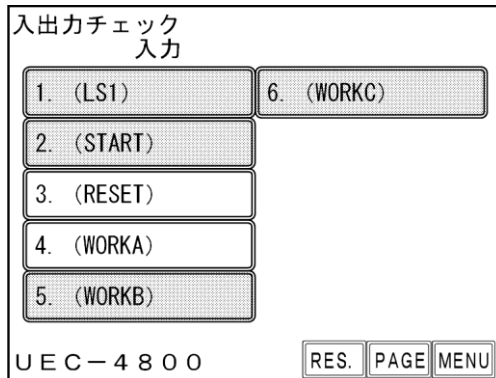 入出力チェック
入力
1. (LS1)
2. (START)
3. (RESET)
4. (WORKA)
5. (WORKB)
6. (WORKC)
UEC－4800
RES. PAGE MENU